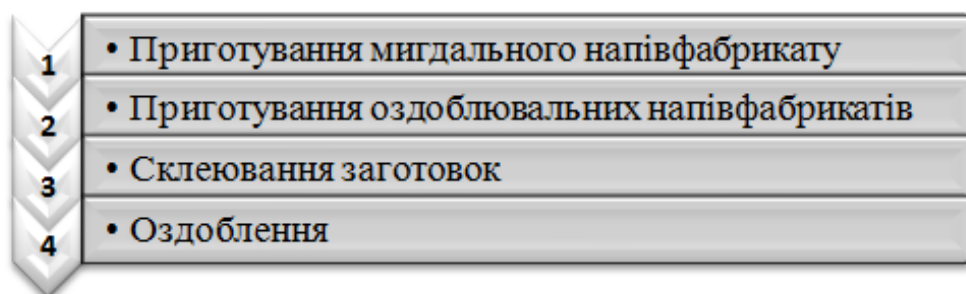 1 • Приготування мигдального напівфабрикату
2 • Приготування оздоблювальних напівфабрикатів
3 • Склеювання заготовок
4 • Оздоблення